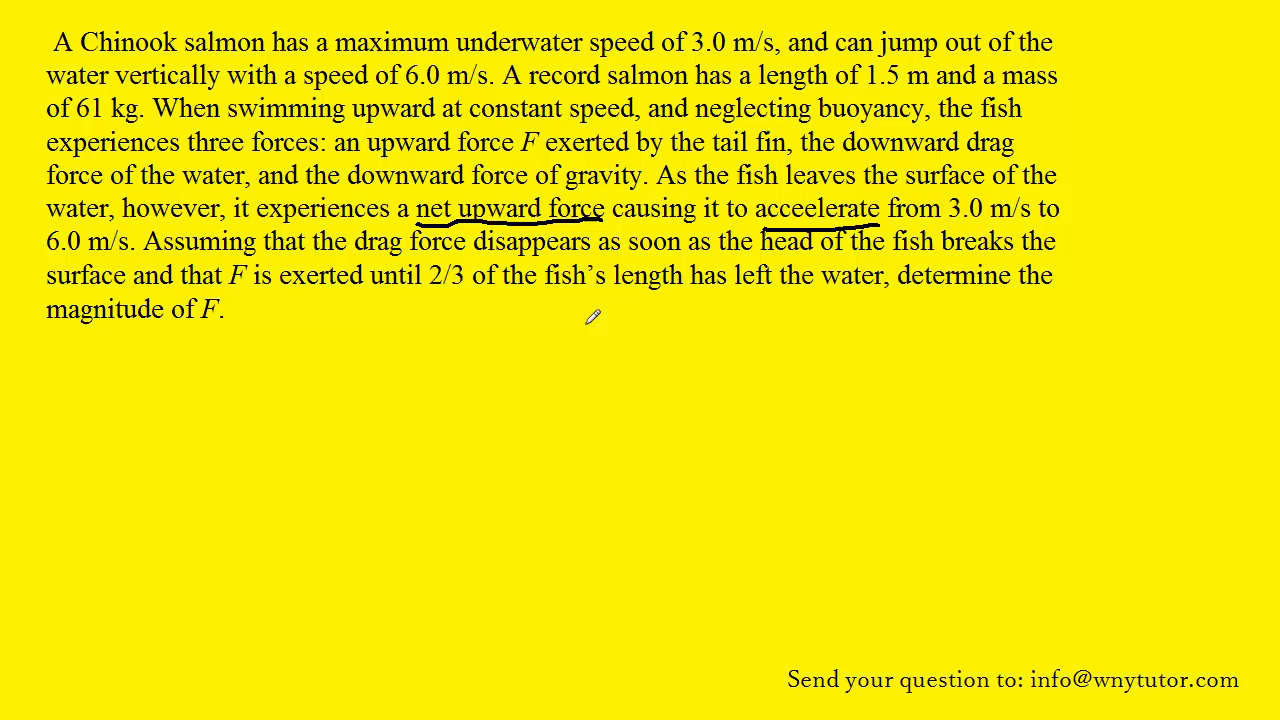 A Chinook salmon has a maximum underwater speed of 3.0 m/s, and can jump out of the
water vertically with a speed of 6.0 m/s. A record salmon has a length of 1.5 m and a mass
of 61 kg. When swimming upward at constant speed, and neglecting buoyancy, the fish
experiences three forces: an upward force F exerted by the tail fin, the downward drag
force of the water, and the downward force of gravity. As the fish leaves the surface of the
water, however, it experiences a net upward force causing it to acceelerate from 3.0 m/s to
6.0 m/s. Assuming that the drag force disappears as soon as the head of the fish breaks the
surface and that F is exerted until 2/3 of the fish’s length has left the water, determine the
magnitude of F.
Send your question to: info@wnytutor.com